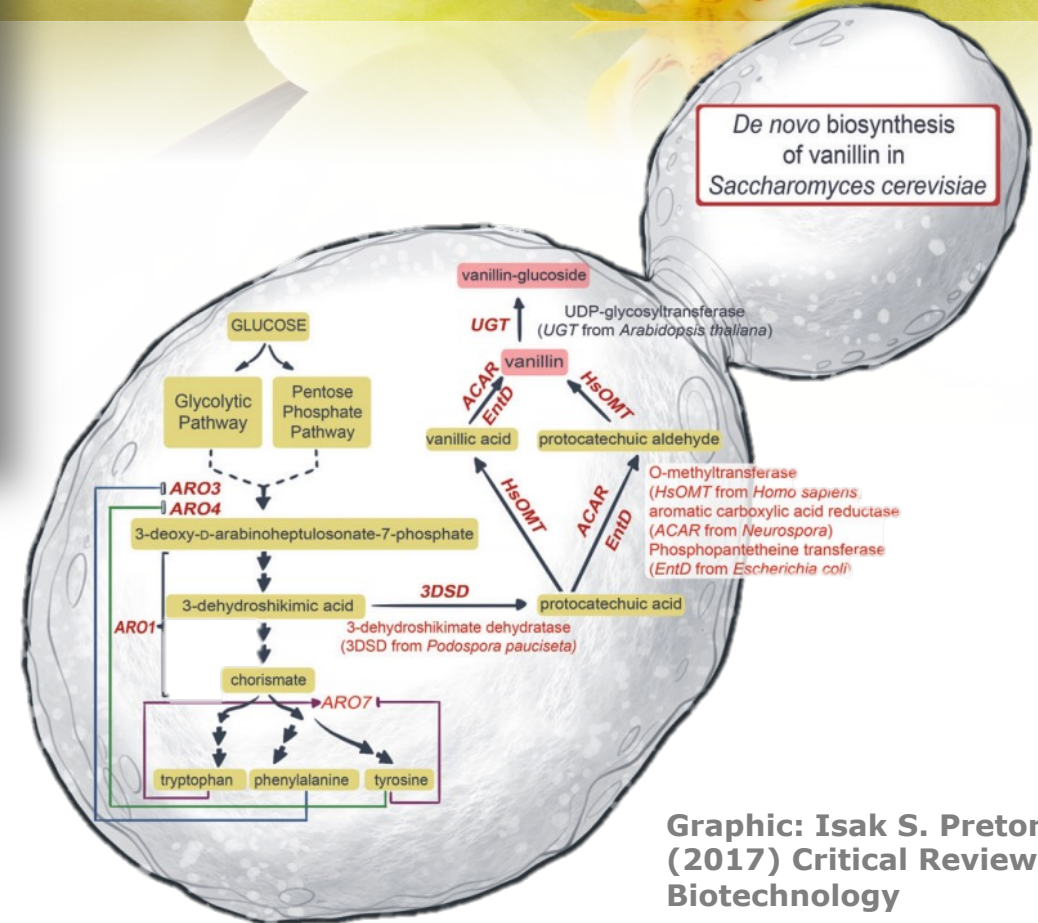 De novo biosynthesis
of vanillin in
Saccharomyces cerevisiae
vanillin-glucoside
UGT
UDP-glycosyltransferase
(UGT from Arabidopsis thaliana)
vanillin
GLUCOSE
Glycolytic
Pathway
Pentose
Phosphate
Pathway
ACAR
EntD
HsOMT
vanillic acid
protocatechuic aldehyde
HsOMT
ACAR
EntD
O-methyltransferase
(HsOMT from Homo sapiens
aromatic carboxylic acid reductase
(ACAR from Neurospora)
Phosphopantetheine transferase
(EntD from Escherichia coli)
ARO3
ARO4
3-deoxy-D-arabinoheptulosonate-7-phosphate
ARO1
3-dehydroshikimic acid
3DSD
protocatechuic acid
3-dehydroshikimate dehydratase
(3DSD from Podospora pauciseta)
chorismate
ARO7
tryptophan
phenylalanine
tyrosine
Graphic: Isak S. Pretor
(2017) Critical Review
Biotechnology